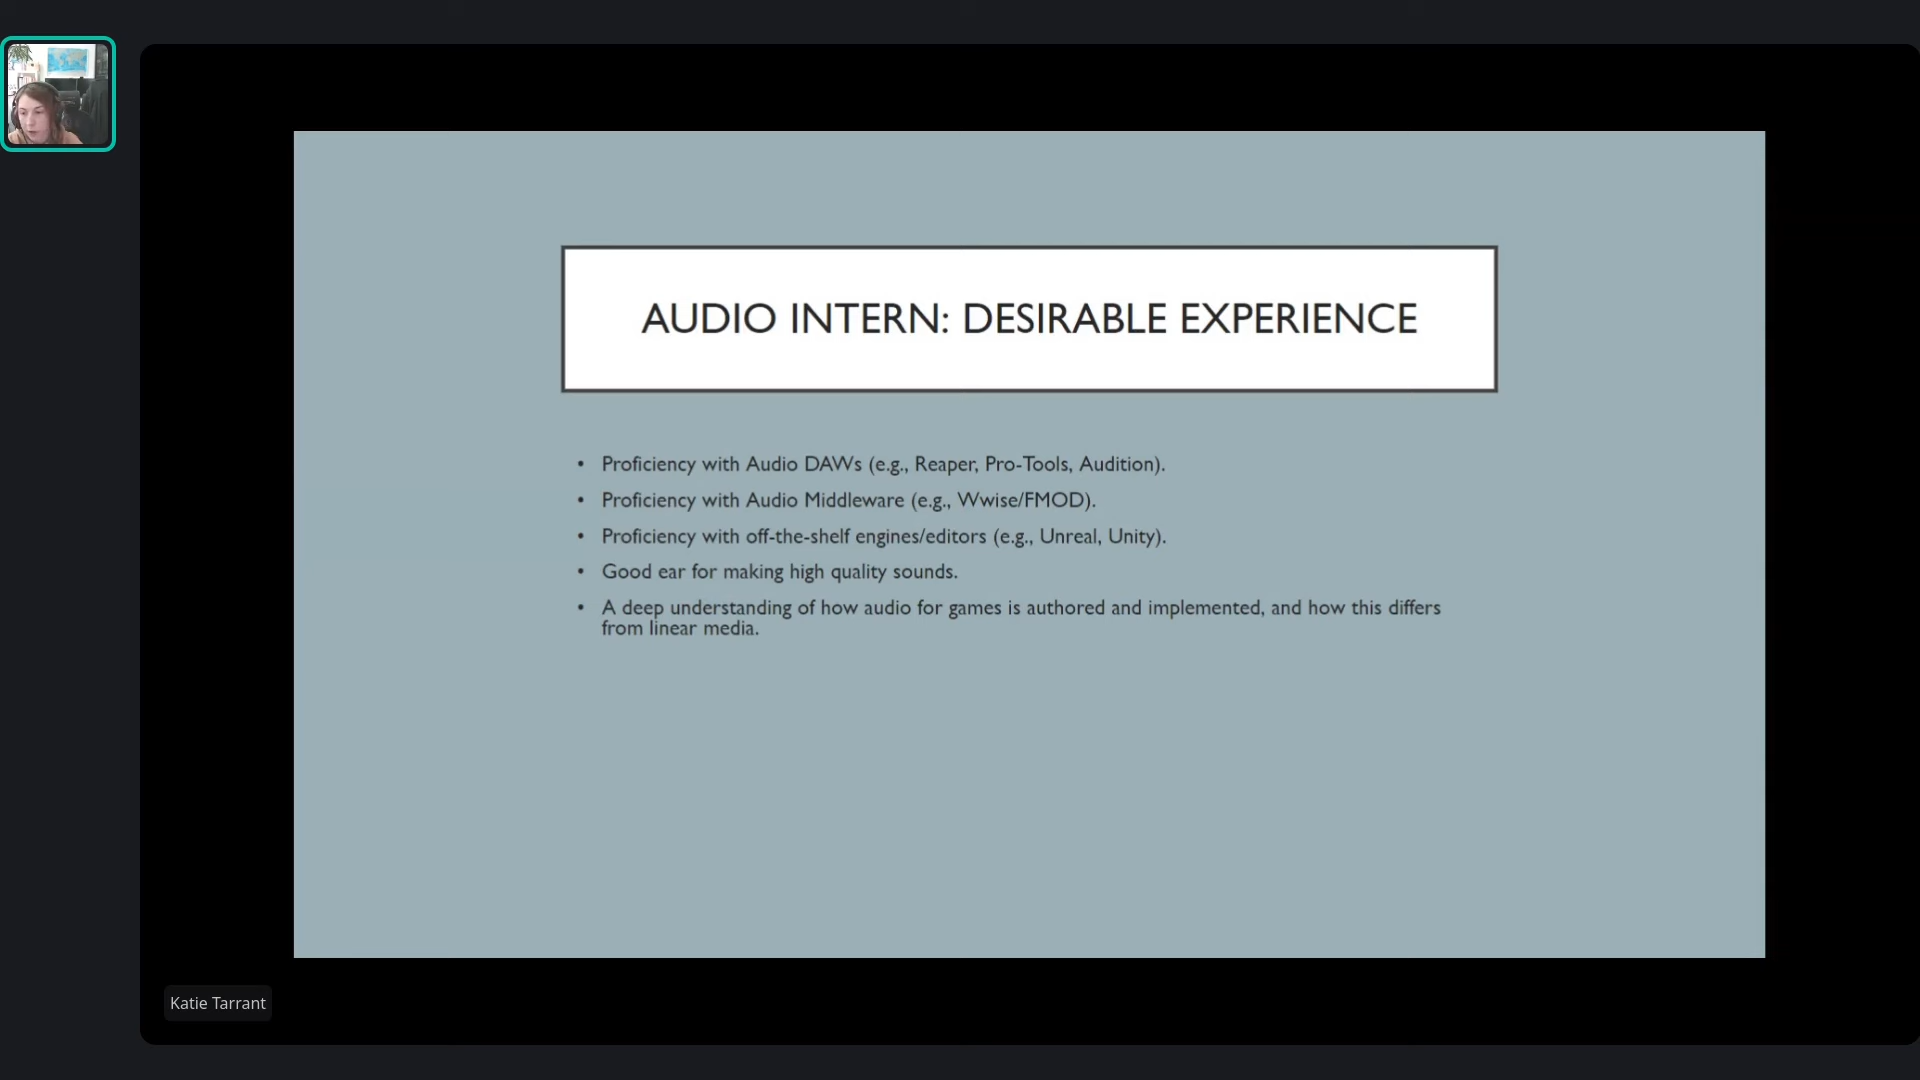 AUDIO INTERN: DESIRABLE EXPERIENCE
• Proficiency with Audio DAWs (e.g., Reaper, Pro-Tools, Audition).
• Proficiency with Audio Middleware (e.g., Wwise/FMOD).
• Proficiency with off-the-shelf engines/editors (e.g., Unreal, Unity).
• Good ear for making high quality sounds.
• A deep understanding of how audio for games is authored and implemented, and how this differs
from linear media.
Katie Tarrant